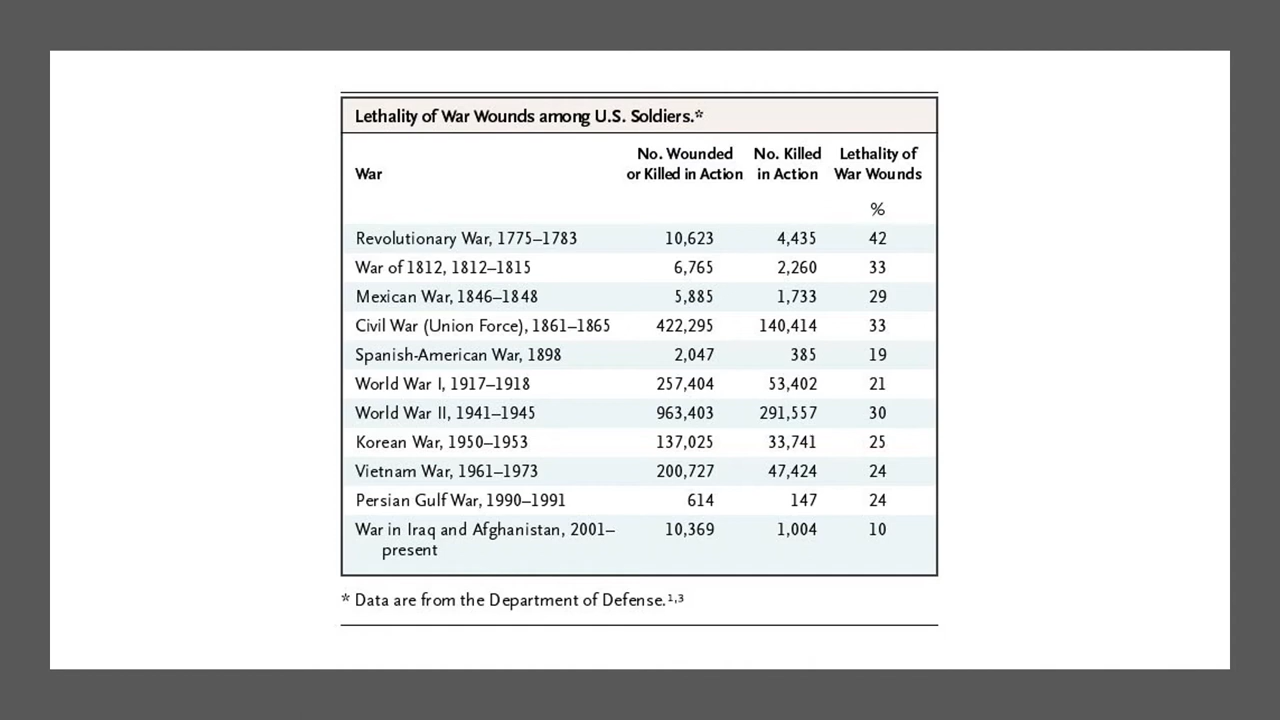 Lethality of War Wounds among U.S. Soldiers.*
War No. Wounded or Killed in Action No. Killed in Action Lethality of War Wounds
%
Revolutionary War, 1775–1783 10,623 4,435 42
War of 1812, 1812–1815 6,765 2,260 33
Mexican War, 1846–1848 5,885 1,733 29
Civil War (Union Force), 1861–1865 422,295 140,414 33
Spanish-American War, 1898 2,047 385 19
World War I, 1917–1918 257,404 53,402 21
World War II, 1941–1945 963,403 291,557 30
Korean War, 1950–1953 137,025 33,741 25
Vietnam War, 1961–1973 200,727 47,424 24
Persian Gulf War, 1990–1991 614 147 24
War in Iraq and Afghanistan, 2001– 10,369 1,004 10
present
* Data are from the Department of Defense.1,3